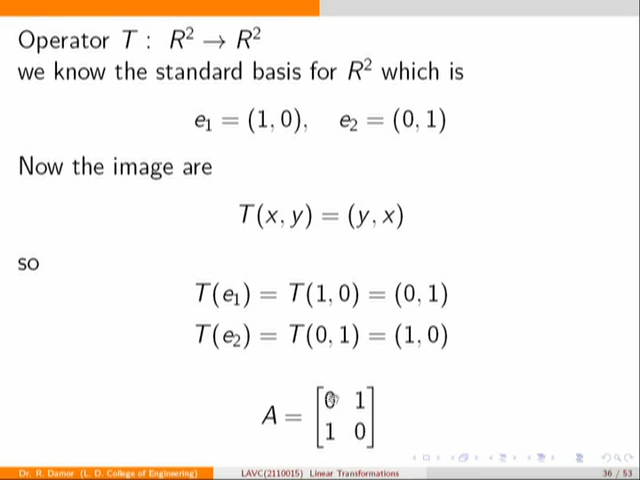 Operator T : R² → R²
we know the standard basis for R² which is
e₁ = (1, 0), e₂ = (0, 1)
Now the image are
T(x, y) = (y, x)
so
T(e₁) = T(1, 0) = (0, 1)
T(e₂) = T(0, 1) = (1, 0)
A = [0 1
1 0]
Dr. R. Damor (L. D. College of Engineering) LAVC(2110015) Linear Transformations 36 / 53